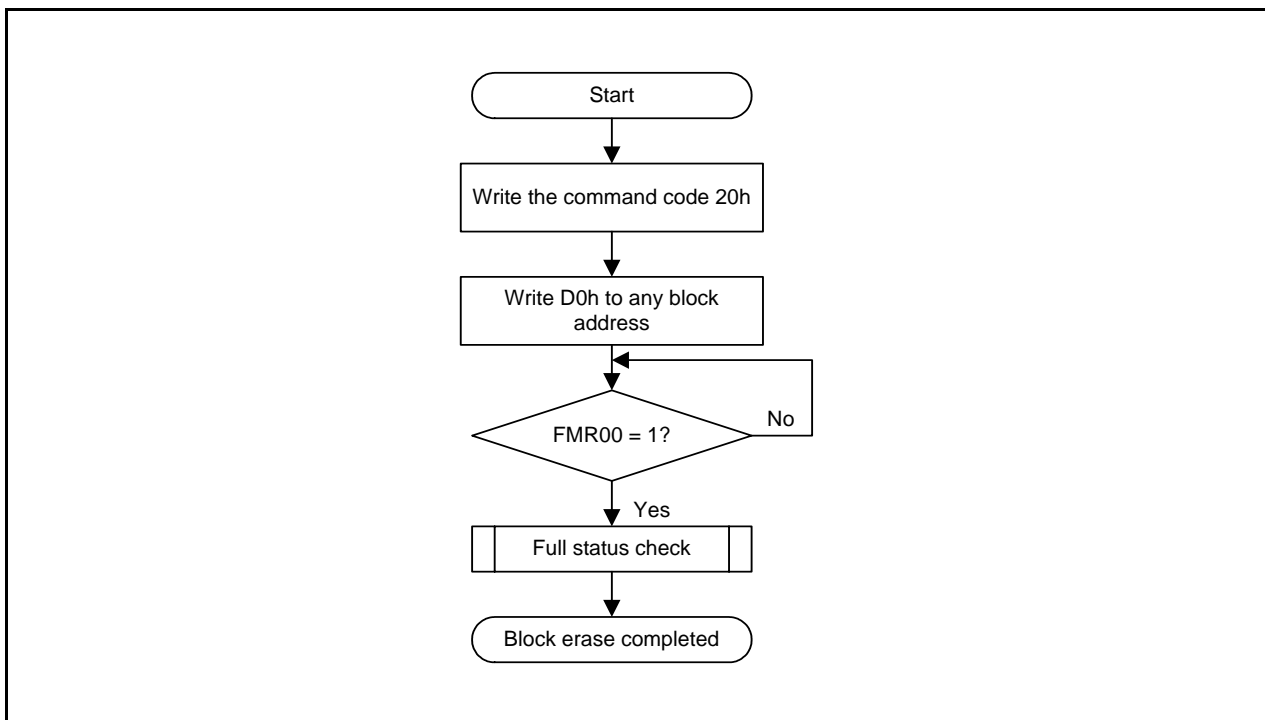 Start
Write the command code 20h
Write D0h to any block
address
FMR00 = 1?
No
Yes
Full status check
Block erase completed